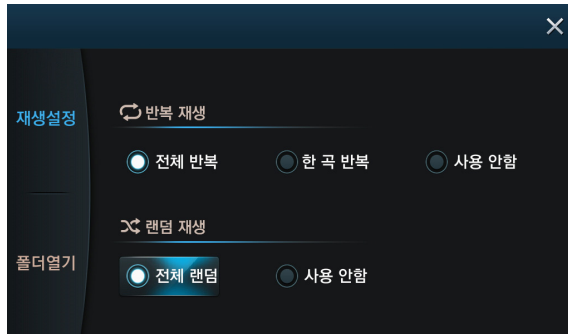 재생설정
반복 재생
전체 반복 한 곡 반복 사용 안함
랜덤 재생
폴더열기
전체 랜덤 사용 안함